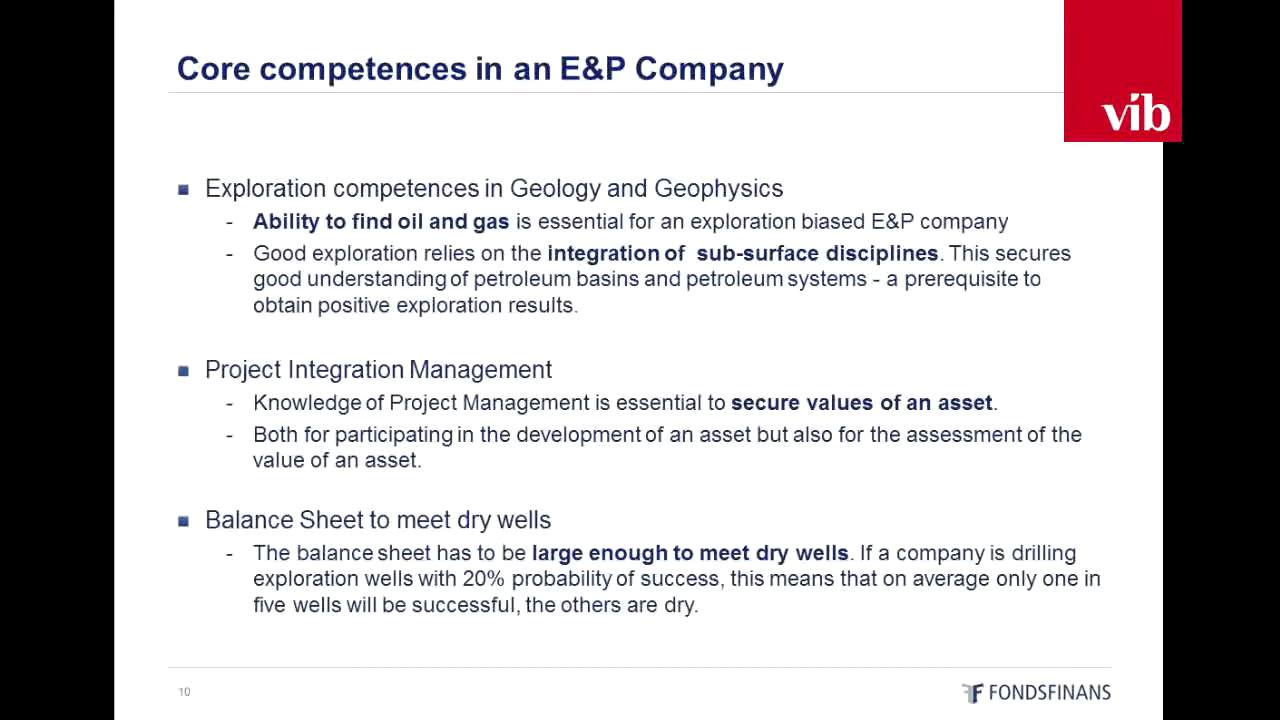 Core competences in an E&P Company
vib
Exploration competences in Geology and Geophysics
- Ability to find oil and gas is essential for an exploration biased E&P company
- Good exploration relies on the integration of sub-surface disciplines. This secures
good understanding of petroleum basins and petroleum systems - a prerequisite to
obtain positive exploration results.
Project Integration Management
- Knowledge of Project Management is essential to secure values of an asset.
- Both for participating in the development of an asset but also for the assessment of the
value of an asset.
Balance Sheet to meet dry wells
- The balance sheet has to be large enough to meet dry wells. If a company is drilling
exploration wells with 20% probability of success, this means that on average only one in
five wells will be successful, the others are dry.
10
FONDSFINANS